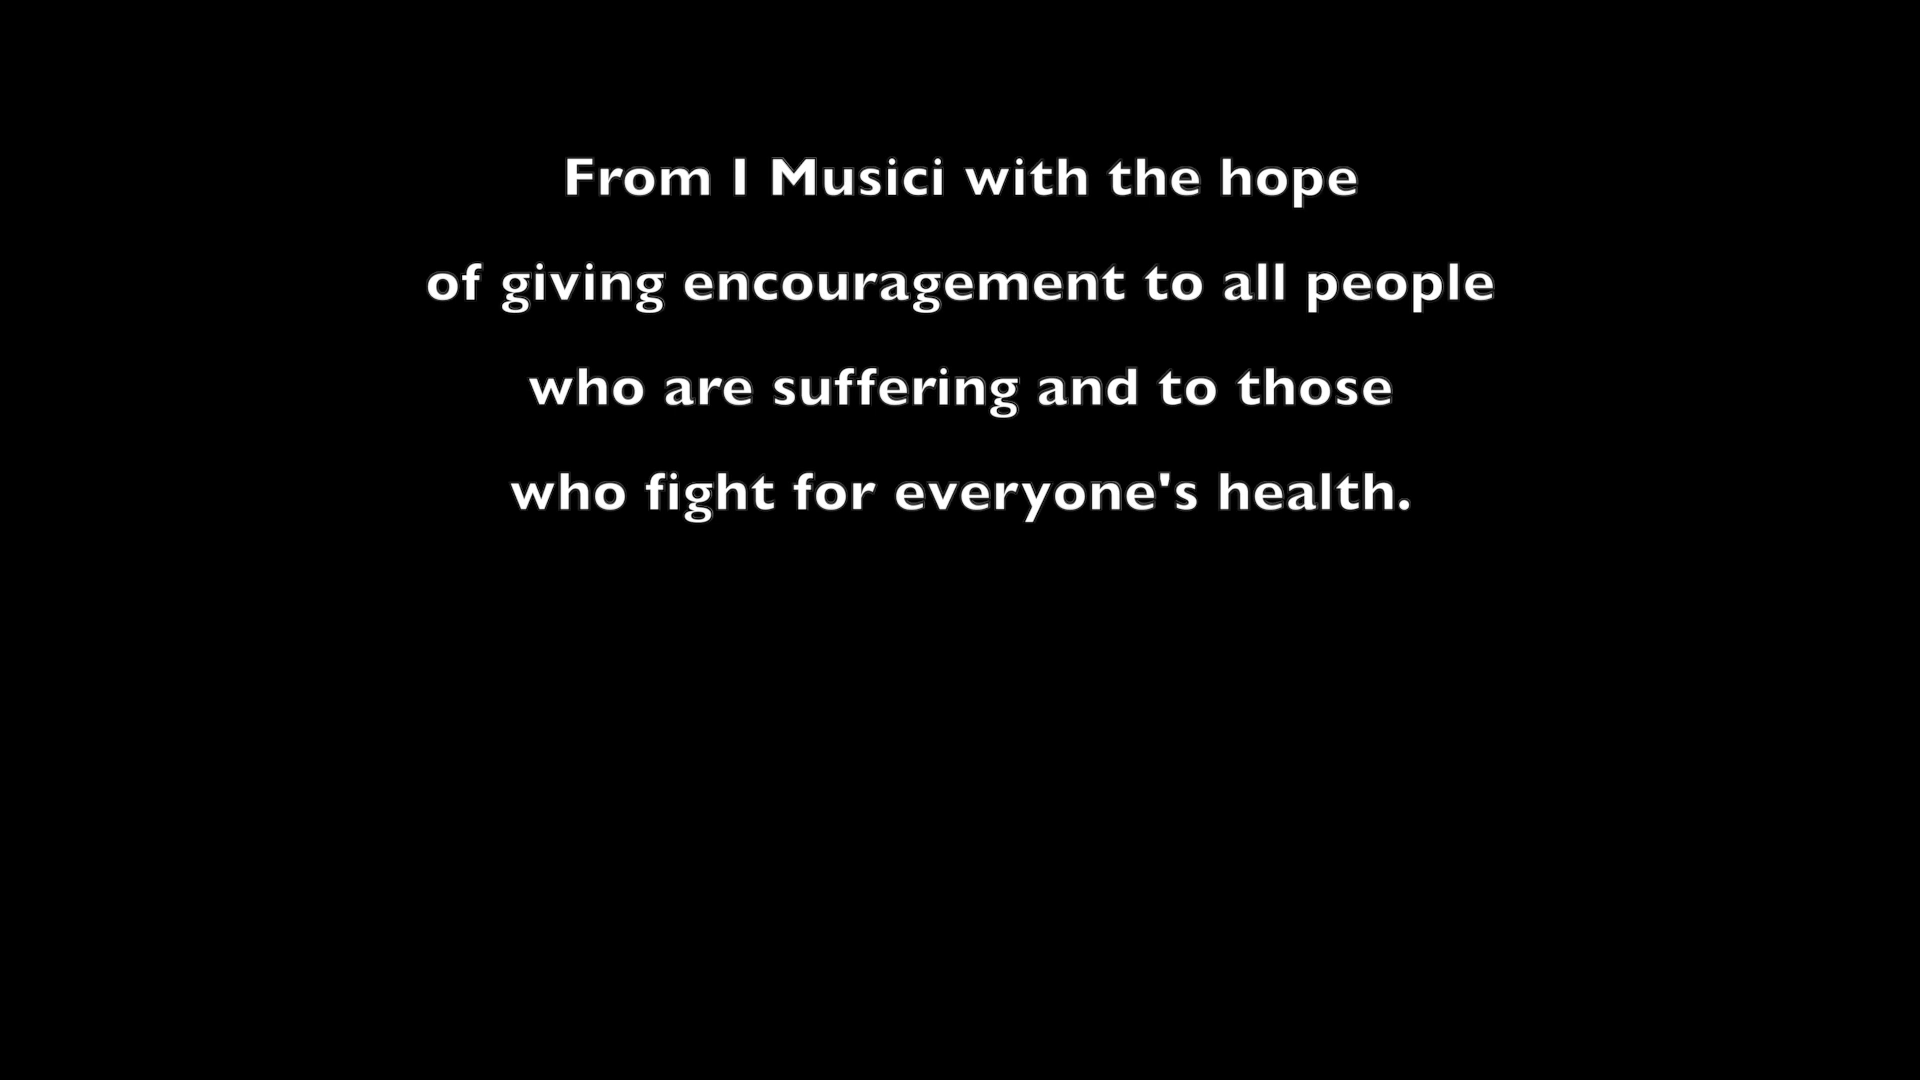 From I Musici with the hope
of giving encouragement to all people
who are suffering and to those
who fight for everyone's health.